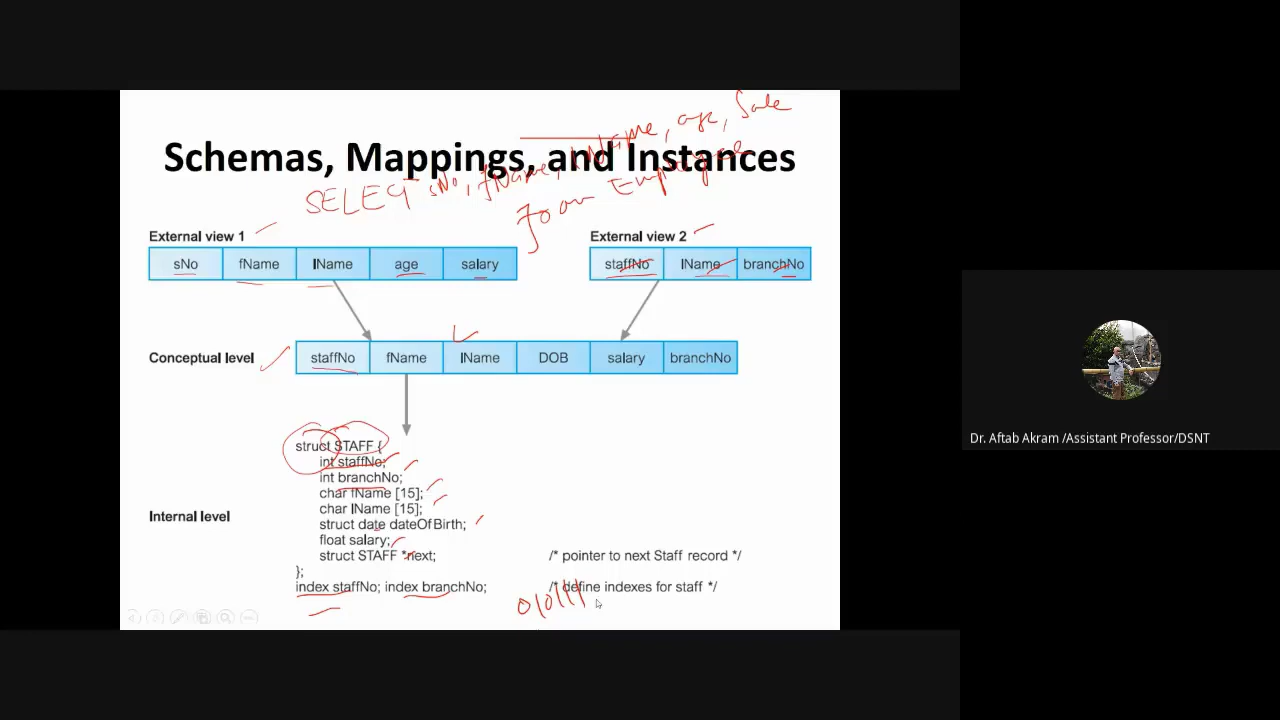 Schemas, Mappings, and Instances
SELECT sNo, fName, lName, age, Sale
from Employee
External view 1
External view 2
sNo fName lName age salary
staffNo lName branchNo
Conceptual level
staffNo fName lName DOB salary branchNo
Internal level
struct STAFF {
int staffNo;
int branchNo;
char fName [15];
char lName [15];
struct date dateOfBirth;
float salary;
struct STAFF *next; /* pointer to next Staff record */
};
index staffNo; index branchNo; /* define indexes for staff */
Dr. Aftab Akram /Assistant Professor/DSNT